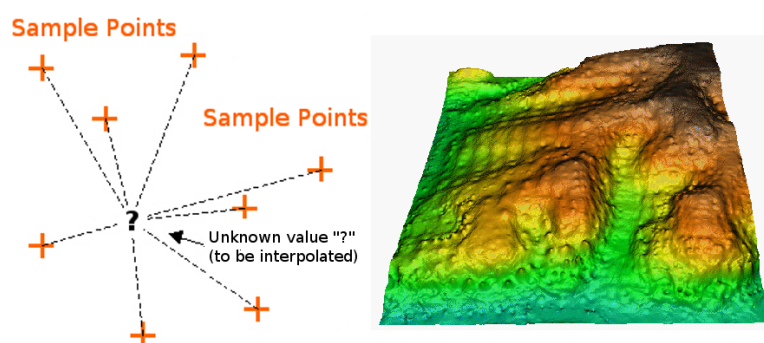 Sample Points
Sample Points
?
Unknown value "?"
(to be interpolated)